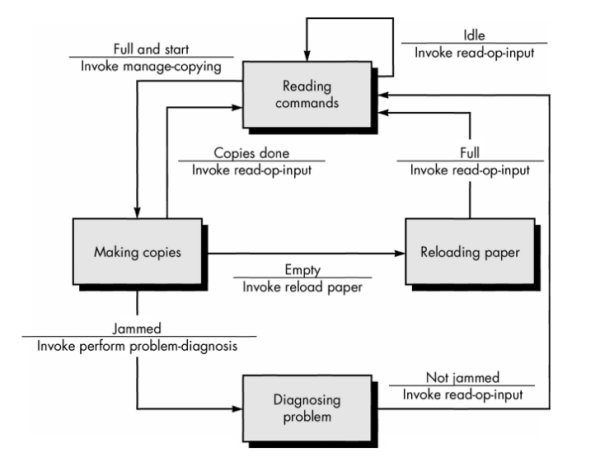 Full and start
Invoke manage-copying
Idle
Invoke read-op-input
Reading
commands
Copies done
Invoke read-op-input
Full
Invoke read-op-input
Making copies
Reloading paper
Empty
Invoke reload paper
Jammed
Invoke perform problem-diagnosis
Not jammed
Invoke read-op-input
Diagnosing
problem